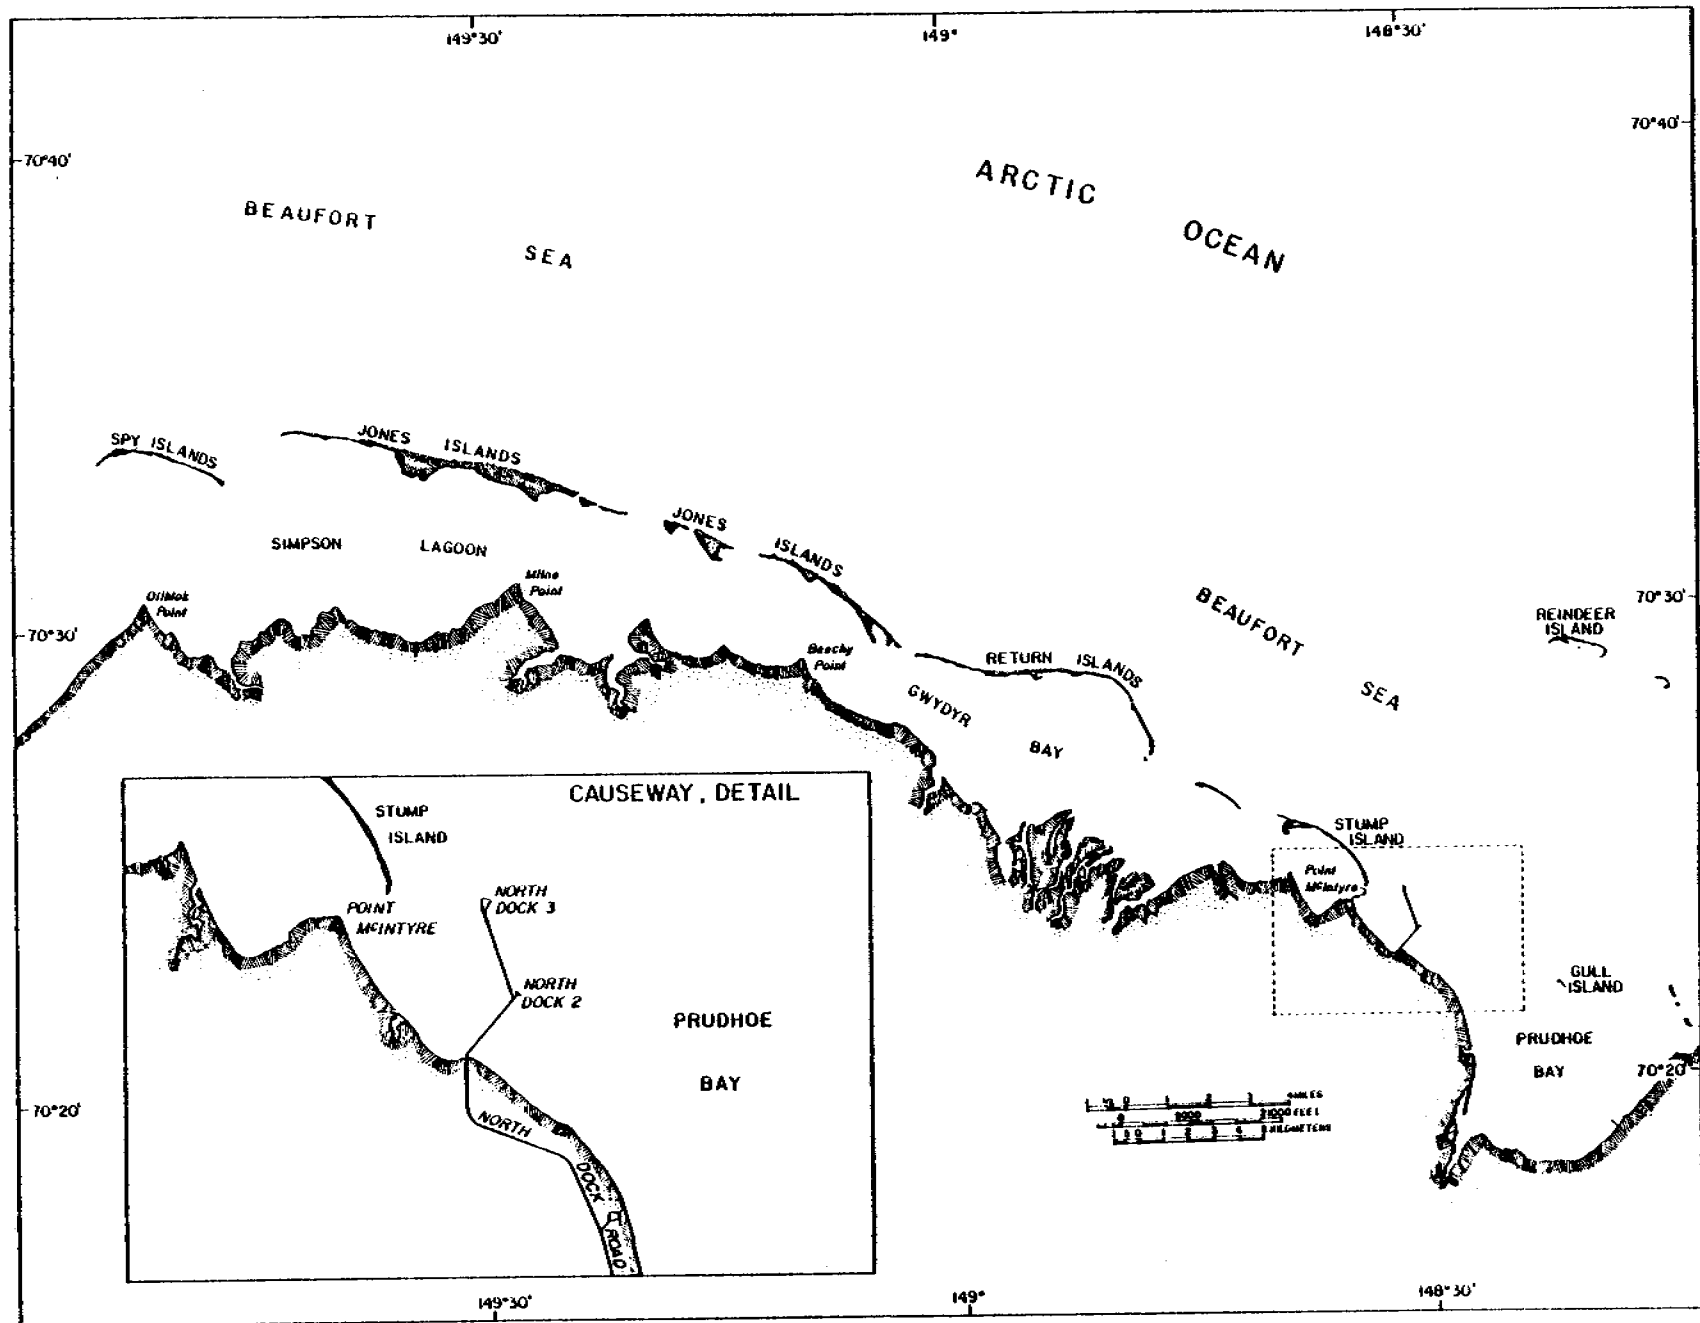 149°30'
149°
148°30'
70°40'
70°40'
ARCTIC
OCEAN
BEAUFORT
SEA
SPY ISLANDS
JONES ISLANDS
JONES
ISLANDS
SIMPSON LAGOON
Oliktok
Point
Milne
Point
70°30'
70°30'
BEAUFORT
SEA
REINDEER
ISLAND
Beechy
Point
RETURN ISLANDS
GWYDYR
BAY
STUMP
ISLAND
Point
McIntyre
GULL
ISLAND
PRUDHOE
BAY
70°20'
70°20'
CAUSEWAY, DETAIL
STUMP
ISLAND
NORTH
DOCK 3
POINT
McINTYRE
NORTH
DOCK 2
PRUDHOE
BAY
NORTH
DOCK
ROAD
MILES
FEET
KILOMETERS
149°30'
149°
148°30'